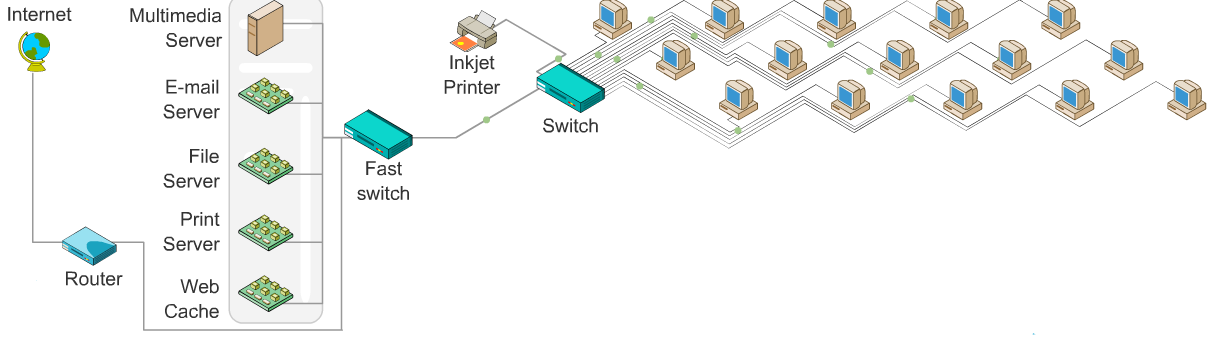 Internet
Multimedia
Server
E-mail
Server
File
Server
Print
Server
Web
Cache
Router
Fast
switch
Inkjet
Printer
Switch